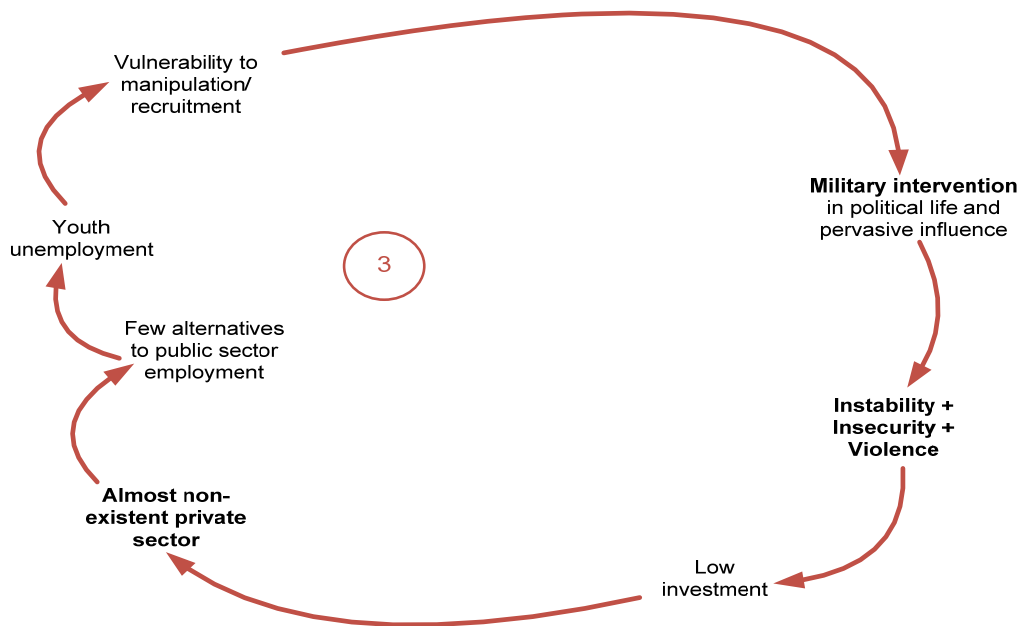 Vulnerability to
manipulation/
recruitment
Military intervention
in political life and
pervasive influence
Youth
unemployment
3
Few alternatives
to public sector
employment
Instability +
Insecurity +
Violence
Almost non-
existent private
sector
Low
investment